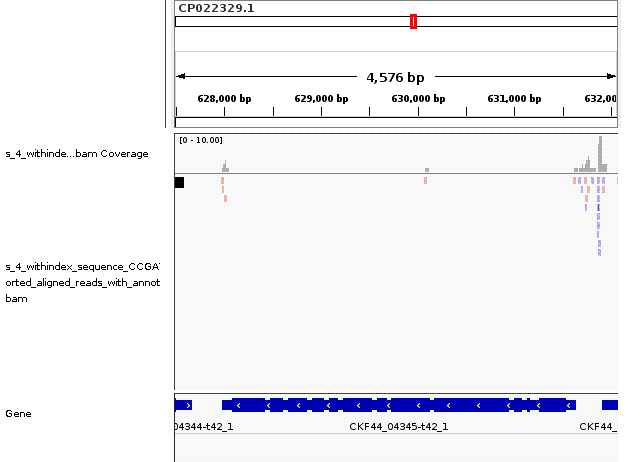 CP022329.1
4,576 bp
628,000 bp 629,000 bp 630,000 bp 631,000 bp 632,00
[0 - 10.00]
s_4_withinde...bam Coverage
s_4_withindex_sequence_CCGA
orted_aligned_reads_with_annot
bam
Gene
04344-t42_1 CKF44_04345-t42_1 CKF44_